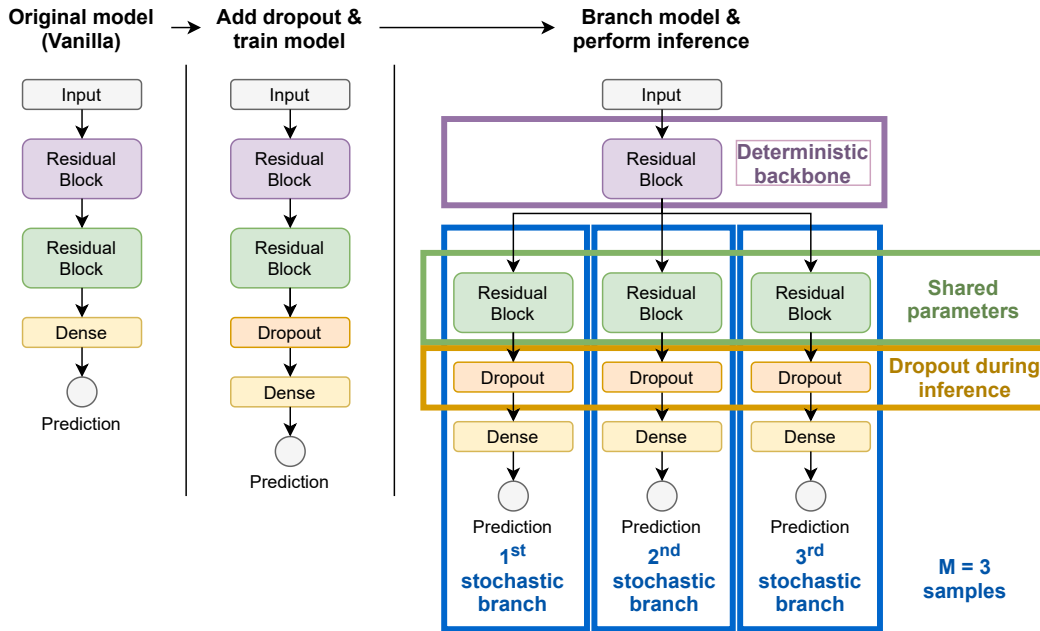 Original model
(Vanilla)
Add dropout &
train model
Branch model &
perform inference
Input
Residual
Block
Residual
Block
Dense
Prediction
Input
Residual
Block
Residual
Block
Dropout
Dense
Prediction
Input
Residual
Block
Deterministic
backbone
Residual
Block
Residual
Block
Residual
Block
Shared
parameters
Dropout
Dropout
Dropout
Dropout during
inference
Dense
Dense
Dense
Prediction
Prediction
Prediction
1st
stochastic
branch
2nd
stochastic
branch
3rd
stochastic
branch
M = 3
samples